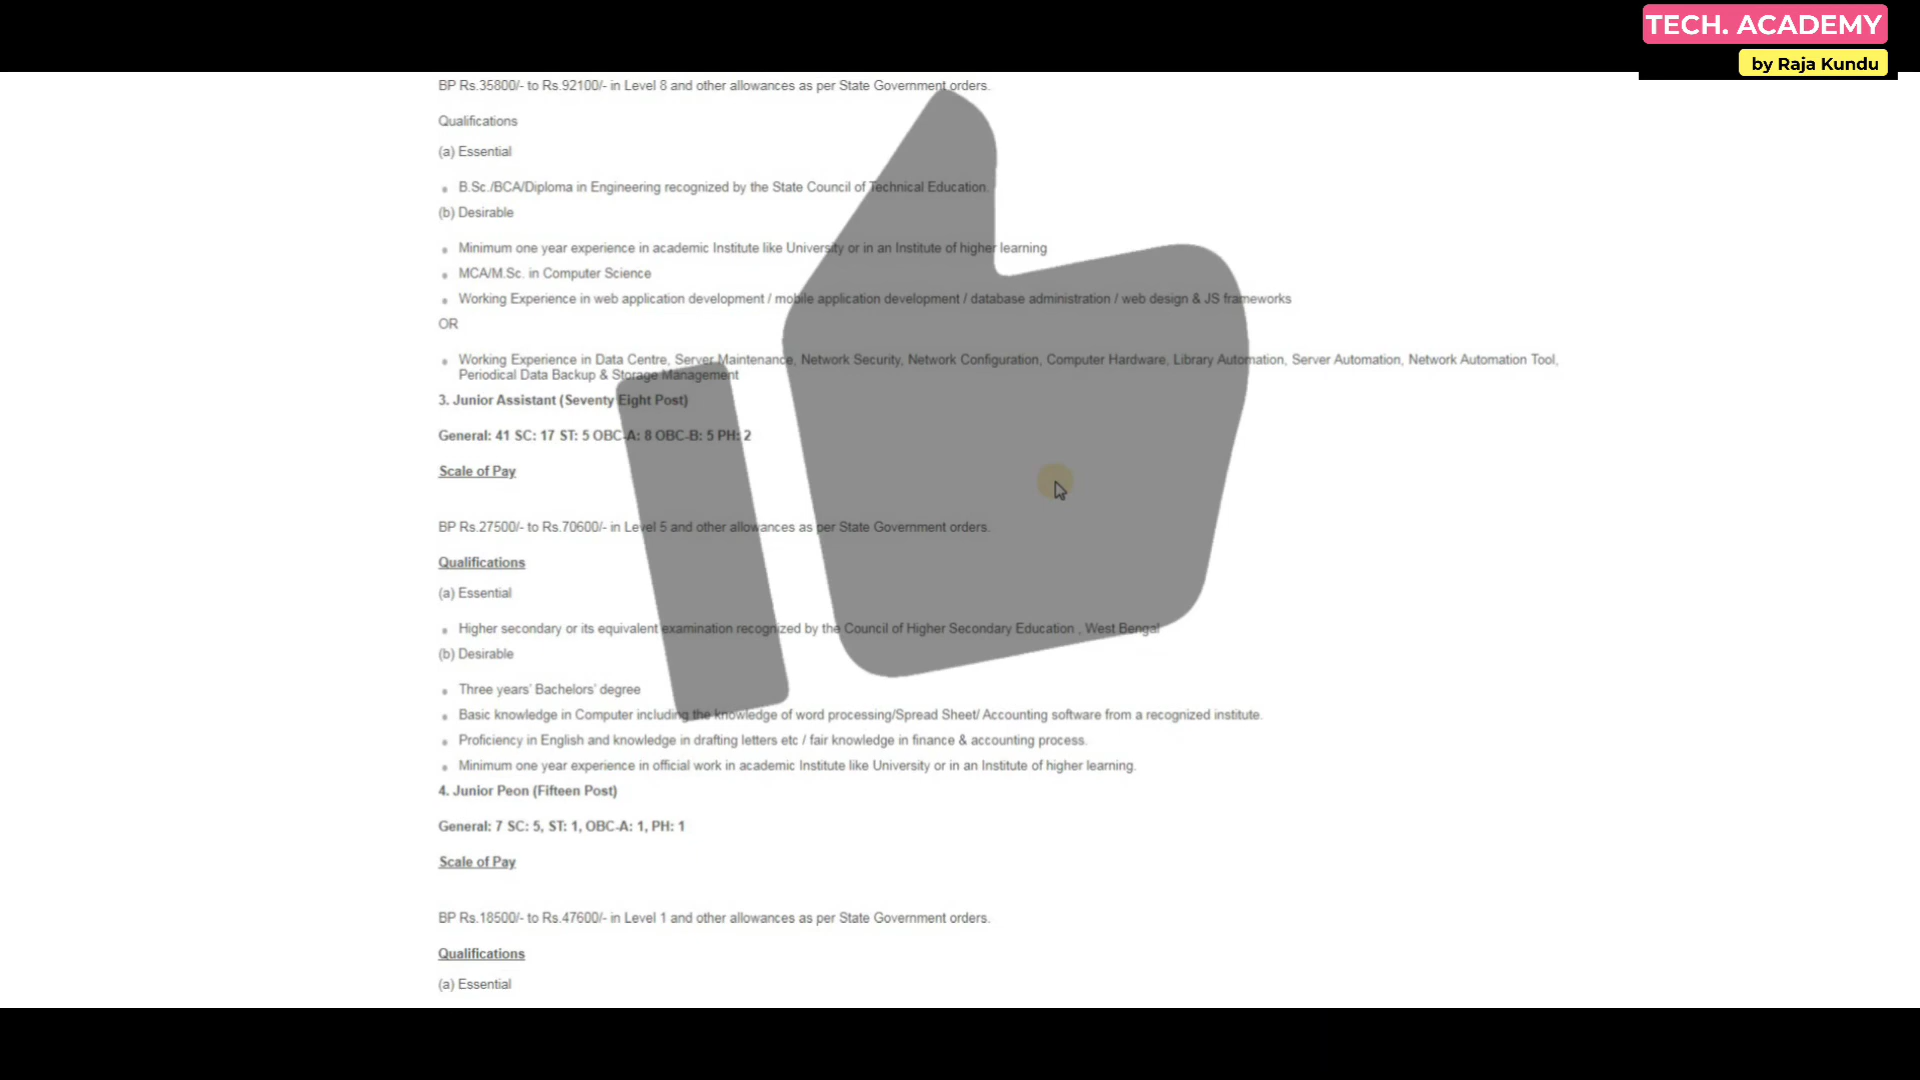 TECH. ACADEMY
by Raja Kundu
BP Rs.35800/- to Rs.92100/- in Level 8 and other allowances as per State Government orders.
Qualifications
(a) Essential
B.Sc./BCA/Diploma in Engineering recognized by the State Council of Technical Education.
(b) Desirable
Minimum one year experience in academic Institute like University or in an Institute of higher learning
MCA/M.Sc. in Computer Science
Working Experience in web application development / mobile application development / database administration / web design & JS frameworks
OR
Working Experience in Data Centre, Server Maintenance, Network Security, Network Configuration, Computer Hardware, Library Automation, Server Automation, Network Automation Tool,
Periodical Data Backup & Storage Management
3. Junior Assistant (Seventy Eight Post)
General: 41 SC: 17 ST: 5 OBC-A: 8 OBC-B: 5 PH: 2
Scale of Pay
BP Rs.27500/- to Rs.70600/- in Level 5 and other allowances as per State Government orders.
Qualifications
(a) Essential
Higher secondary or its equivalent examination recognized by the Council of Higher Secondary Education , West Bengal
(b) Desirable
Three years' Bachelors' degree
Basic knowledge in Computer including the knowledge of word processing/Spread Sheet/ Accounting software from a recognized institute.
Proficiency in English and knowledge in drafting letters etc / fair knowledge in finance & accounting process.
Minimum one year experience in official work in academic Institute like University or in an Institute of higher learning.
4. Junior Peon (Fifteen Post)
General: 7 SC: 5, ST: 1, OBC-A: 1, PH: 1
Scale of Pay
BP Rs.18500/- to Rs.47600/- in Level 1 and other allowances as per State Government orders.
Qualifications
(a) Essential